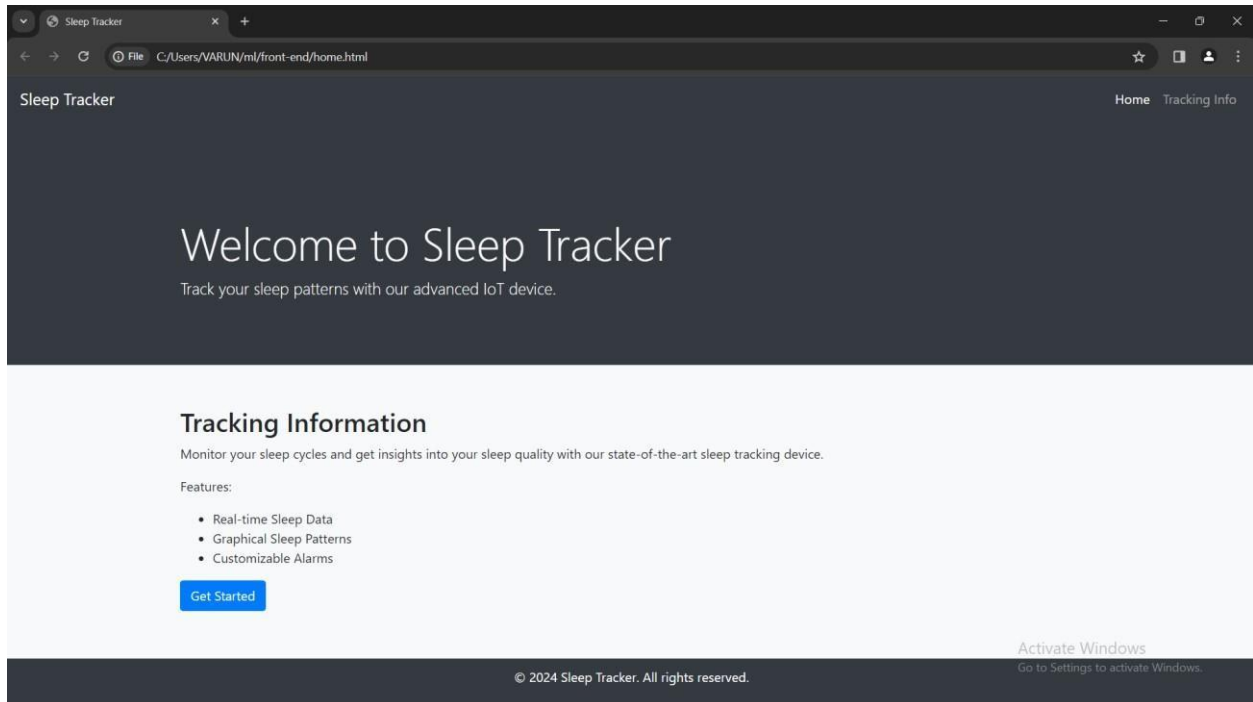 Sleep Tracker
File C:/Users/VARUN/ml/front-end/home.html
Sleep Tracker Home Tracking Info
Welcome to Sleep Tracker
Track your sleep patterns with our advanced IoT device.
Tracking Information
Monitor your sleep cycles and get insights into your sleep quality with our state-of-the-art sleep tracking device.
Features:
• Real-time Sleep Data
• Graphical Sleep Patterns
• Customizable Alarms
Get Started
Activate Windows
Go to Settings to activate Windows.
© 2024 Sleep Tracker. All rights reserved.